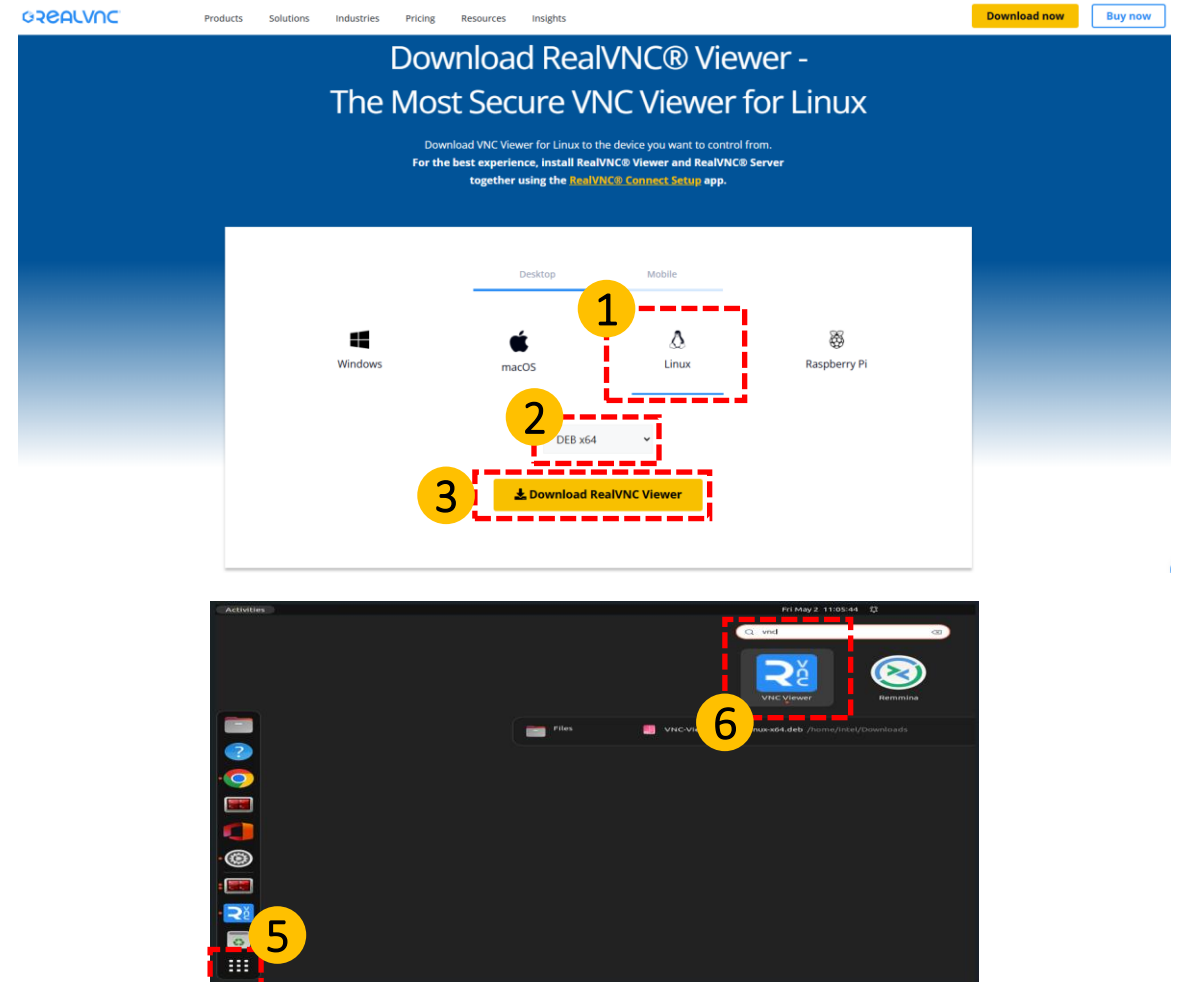 REALVNC
Products Solutions Industries Pricing Resources Insights
Download now Buy now
Download RealVNC® Viewer -
The Most Secure VNC Viewer for Linux
Download VNC Viewer for Linux to the device you want to control from.
For the best experience, install RealVNC® Viewer and RealVNC® Server
together using the RealVNC® Connect Setup app.
Desktop Mobile
1
Windows macOS Linux Raspberry Pi
2
DEB x64
3
Download RealVNC Viewer
Activities
Fri May 2 11:05:44
vnc
VNC Viewer Remmina
6
Files
x64.deb /home/intel/Downloads
5